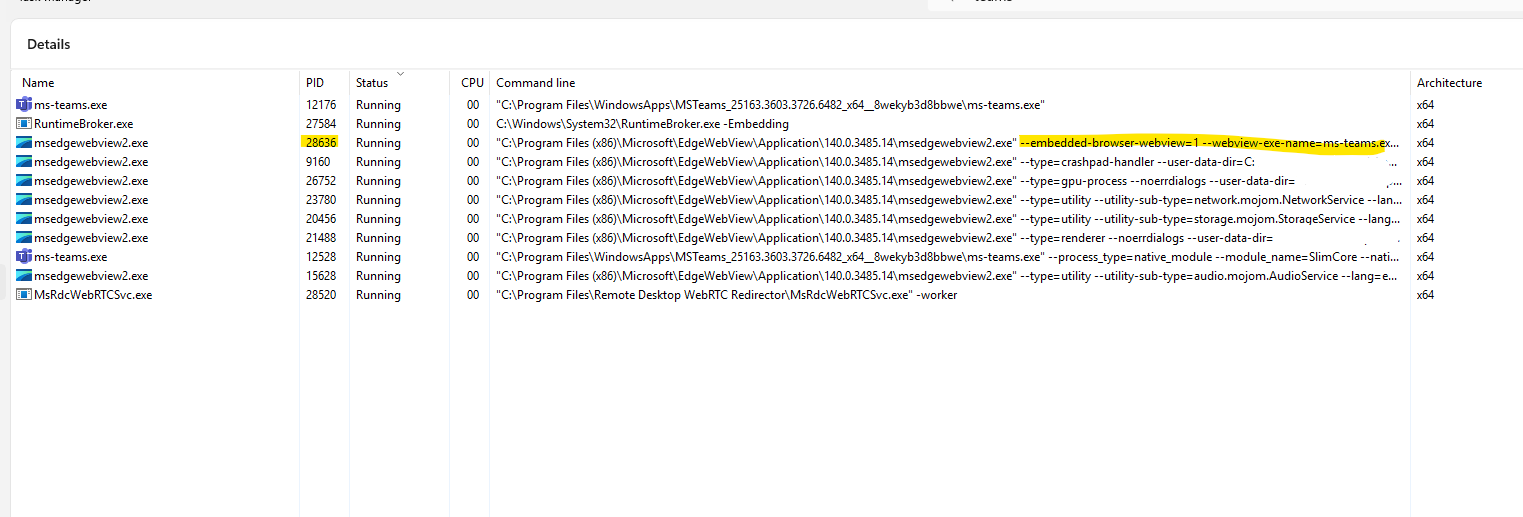 Details
Name PID Status CPU Command line Architecture
ms-teams.exe 12176 Running 00 "C:\Program Files\WindowsApps\MSTeams_25163.3603.3726.6482_x64__8wekyb3d8bbwe\ms-teams.exe" x64
RuntimeBroker.exe 27584 Running 00 C:\Windows\System32\RuntimeBroker.exe -Embedding x64
msedgewebview2.exe 28636 Running 00 "C:\Program Files (x86)\Microsoft\EdgeWebView\Application\140.0.3485.14\msedgewebview2.exe" --embedded-browser-webview=1 --webview-exe-name=ms-teams.ex... x64
msedgewebview2.exe 9160 Running 00 "C:\Program Files (x86)\Microsoft\EdgeWebView\Application\140.0.3485.14\msedgewebview2.exe" --type=crashpad-handler --user-data-dir=C: ... x64
msedgewebview2.exe 26752 Running 00 "C:\Program Files (x86)\Microsoft\EdgeWebView\Application\140.0.3485.14\msedgewebview2.exe" --type=gpu-process --noerrdialogs --user-data-dir= ... x64
msedgewebview2.exe 23780 Running 00 "C:\Program Files (x86)\Microsoft\EdgeWebView\Application\140.0.3485.14\msedgewebview2.exe" --type=utility --utility-sub-type=network.mojom.NetworkService --lan... x64
msedgewebview2.exe 20456 Running 00 "C:\Program Files (x86)\Microsoft\EdgeWebView\Application\140.0.3485.14\msedgewebview2.exe" --type=utility --utility-sub-type=storage.mojom.StorageService --lang... x64
msedgewebview2.exe 21488 Running 00 "C:\Program Files (x86)\Microsoft\EdgeWebView\Application\140.0.3485.14\msedgewebview2.exe" --type=renderer --noerrdialogs --user-data-dir= x64
ms-teams.exe 12528 Running 00 "C:\Program Files\WindowsApps\MSTeams_25163.3603.3726.6482_x64__8wekyb3d8bbwe\ms-teams.exe" --process_type=native_module --module_name=SlimCore --nati... x64
msedgewebview2.exe 15628 Running 00 "C:\Program Files (x86)\Microsoft\EdgeWebView\Application\140.0.3485.14\msedgewebview2.exe" --type=utility --utility-sub-type=audio.mojom.AudioService --lang=e... x64
MsRdcWebRTCSvc.exe 28520 Running 00 "C:\Program Files\Remote Desktop WebRTC Redirector\MsRdcWebRTCSvc.exe" -worker x64